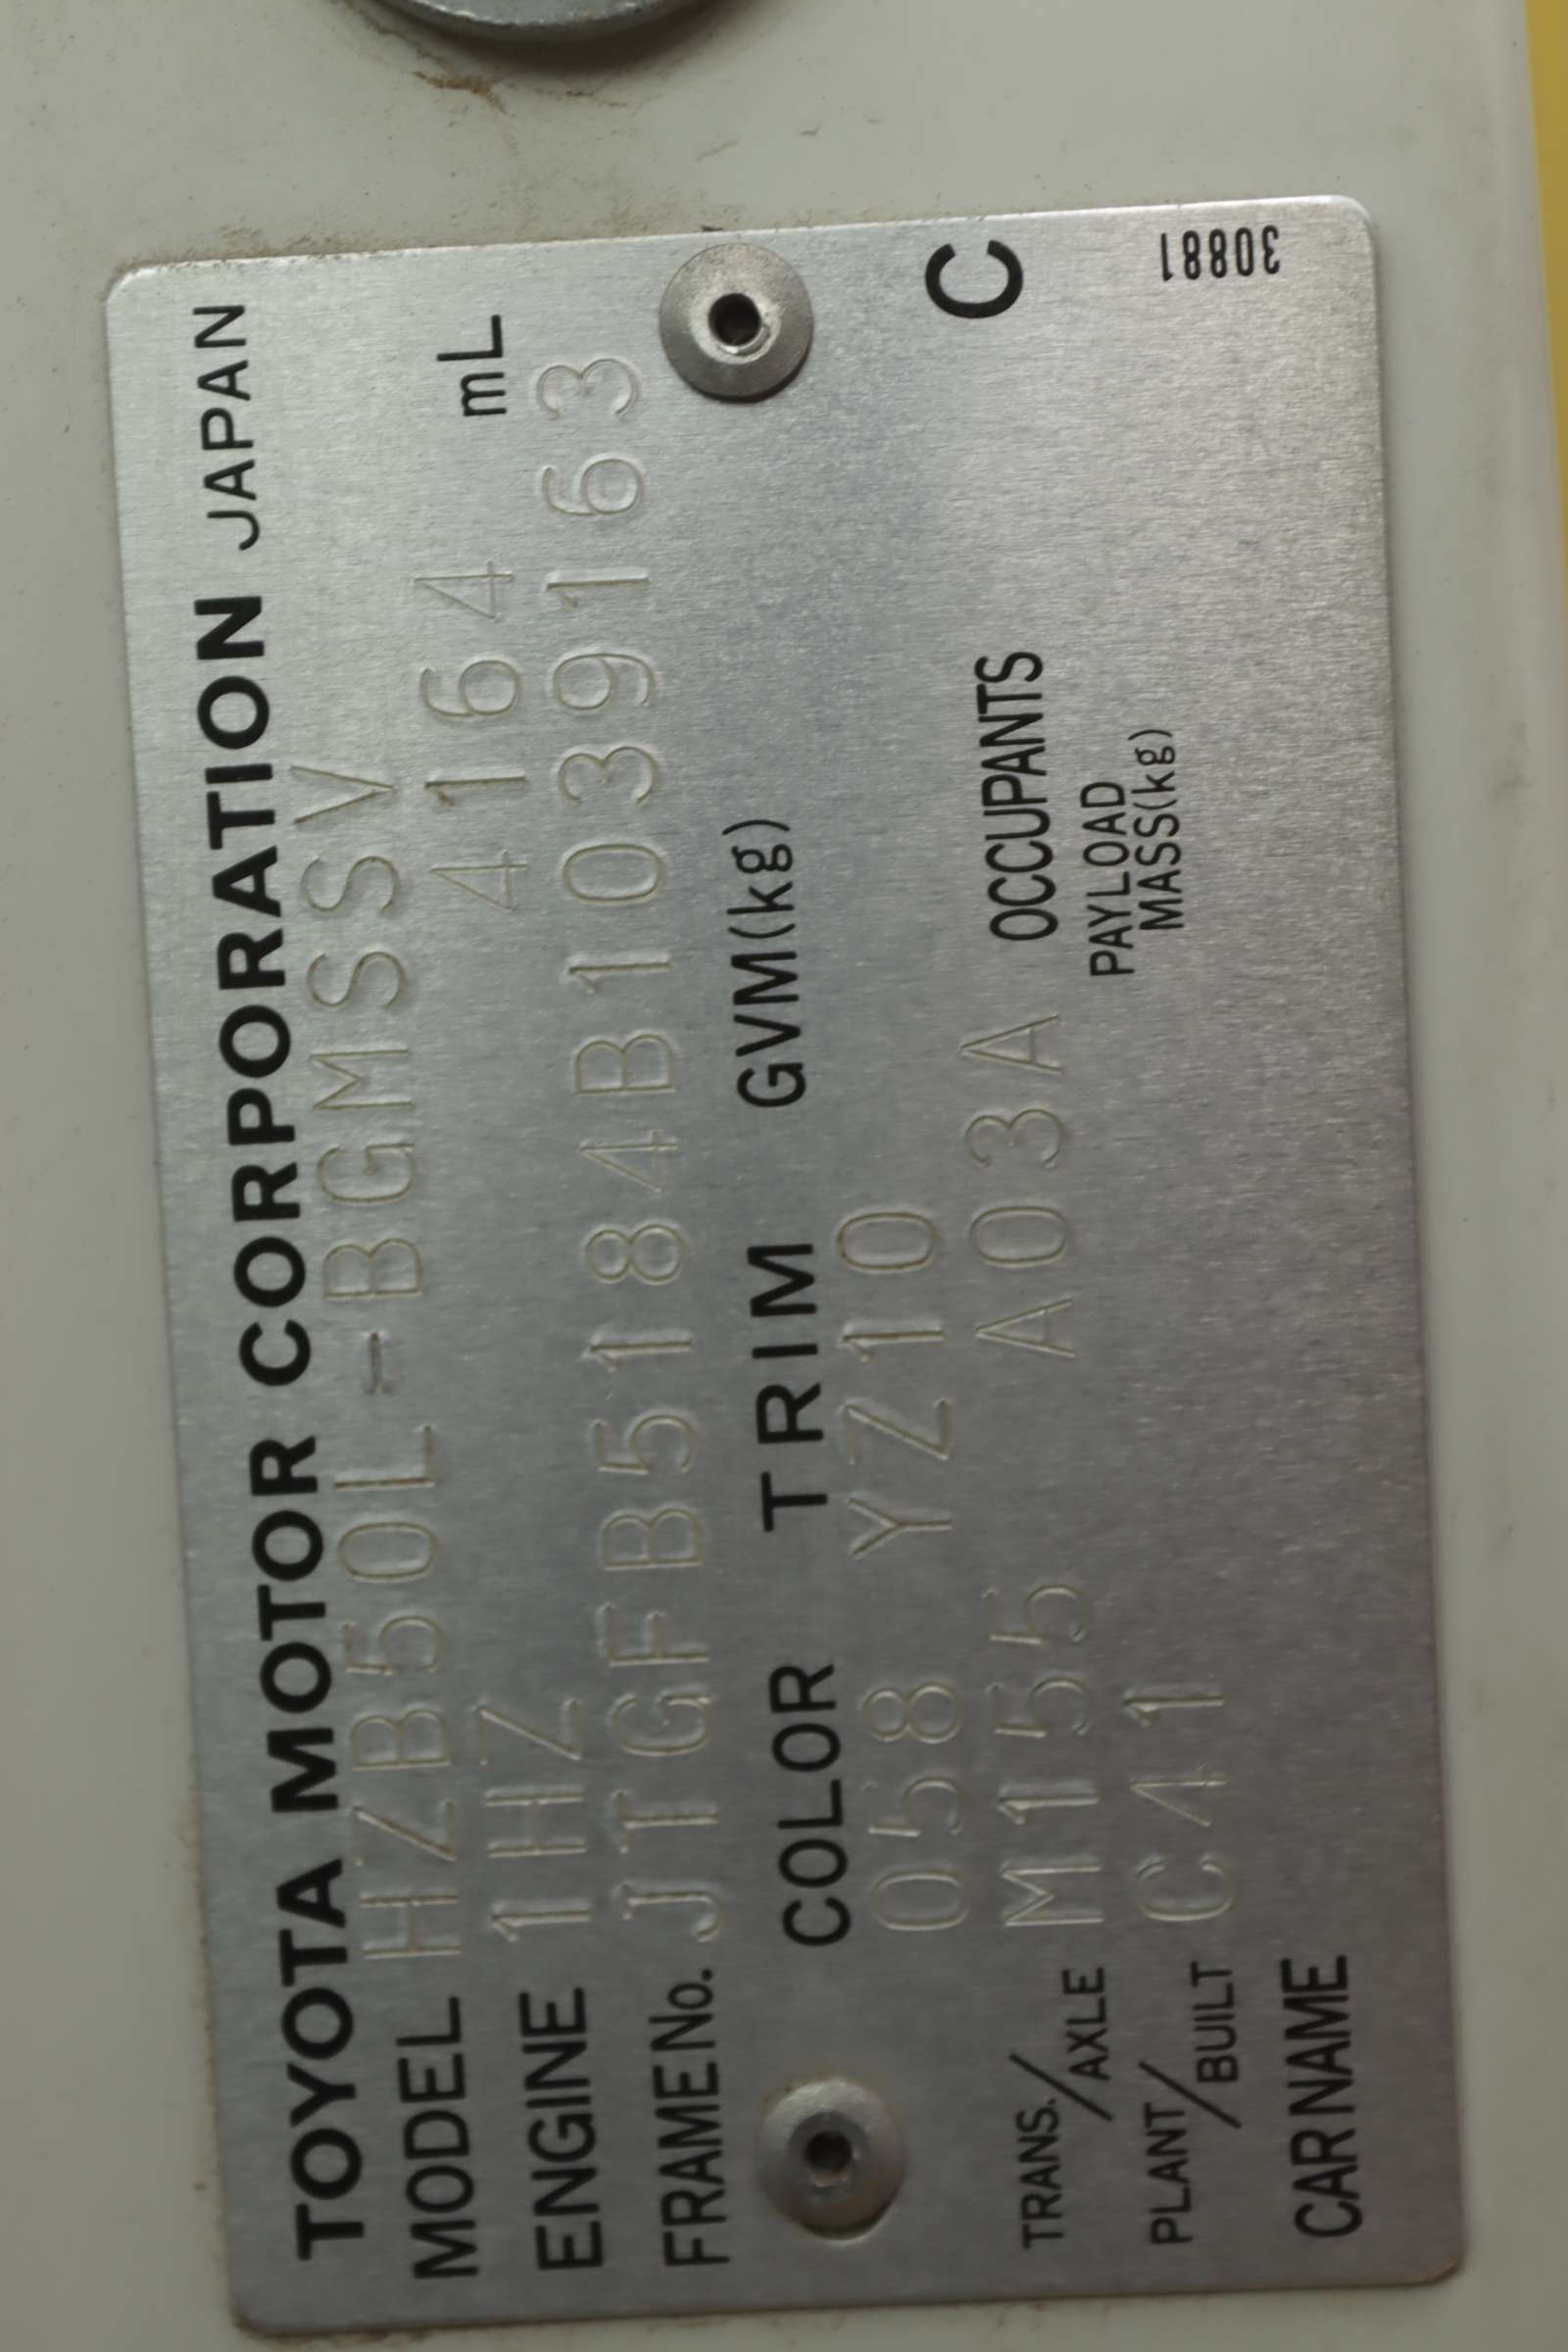 TOYOTA MOTOR CORPORATION JAPAN
MODEL HZB50L-BGMSSV
ENGINE 1HZ 4164 mL
FRAME No. JTGFB5184B1039163
COLOR TRIM GVM(kg)
058 YZ10
TRANS./AXLE M155 A03A OCCUPANTS C
PLANT/BUILT C41 PAYLOAD MASS(kg)
CAR NAME
30881